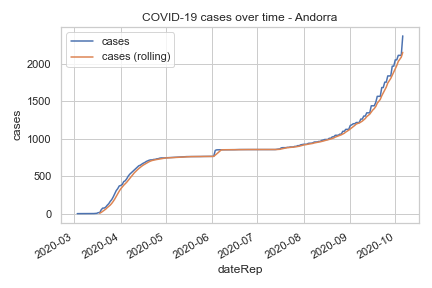 COVID-19 cases over time - Andorra
cases
cases (rolling)
2000
1500
1000
500
0
cases
2020-03
2020-04
2020-05
2020-06
2020-07
2020-08
2020-09
2020-10
dateRep